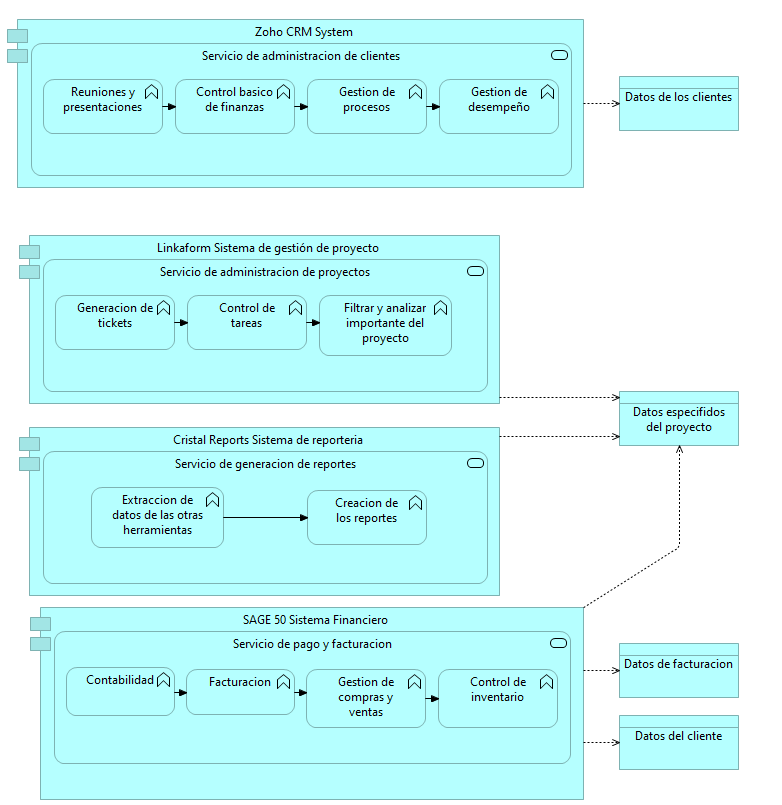 Zoho CRM System
Servicio de administracion de clientes
Reuniones y
presentaciones
Control basico
de finanzas
Gestion de
procesos
Gestion de
desempeño
Datos de los clientes
Linkaform Sistema de gestión de proyecto
Servicio de administracion de proyectos
Generacion de
tickets
Control de
tareas
Filtrar y analizar
importante del
proyecto
Datos especifidos
del proyecto
Cristal Reports Sistema de reporteria
Servicio de generacion de reportes
Extraccion de
datos de las otras
herramientas
Creacion de
los reportes
SAGE 50 Sistema Financiero
Servicio de pago y facturacion
Contabilidad
Facturacion
Gestion de
compras y
ventas
Control de
inventario
Datos de facturacion
Datos del cliente